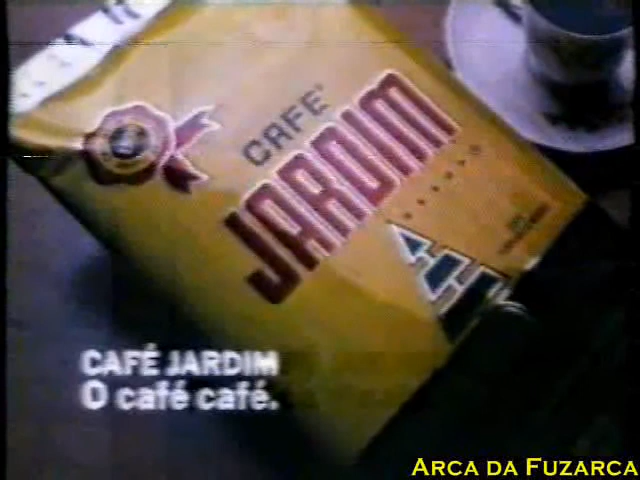 CAFÉ
JARDIM
CAFÉ JARDIM
O café café.
ARCA DA FUZARCA